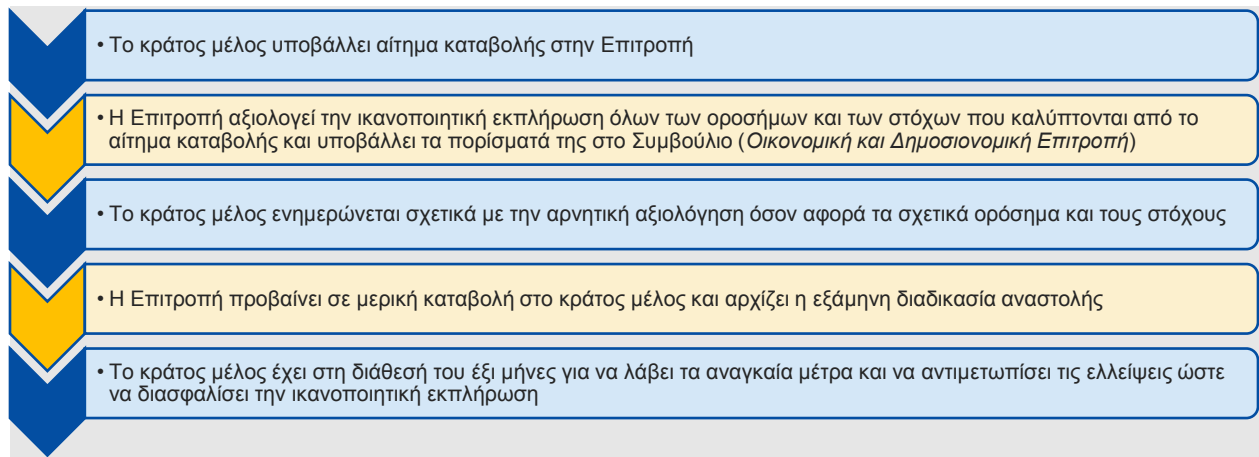 • Το κράτος μέλος υποβάλλει αίτημα καταβολής στην Επιτροπή
• Η Επιτροπή αξιολογεί την ικανοποιητική εκπλήρωση όλων των οροσήμων και των στόχων που καλύπτονται από το
αίτημα καταβολής και υποβάλλει τα πορίσματά της στο Συμβούλιο (Οικονομική και Δημοσιονομική Επιτροπή)
• Το κράτος μέλος ενημερώνεται σχετικά με την αρνητική αξιολόγηση όσον αφορά τα σχετικά ορόσημα και τους στόχους
• Η Επιτροπή προβαίνει σε μερική καταβολή στο κράτος μέλος και αρχίζει η εξάμηνη διαδικασία αναστολής
• Το κράτος μέλος έχει στη διάθεσή του έξι μήνες για να λάβει τα αναγκαία μέτρα και να αντιμετωπίσει τις ελλείψεις ώστε
να διασφαλίσει την ικανοποιητική εκπλήρωση